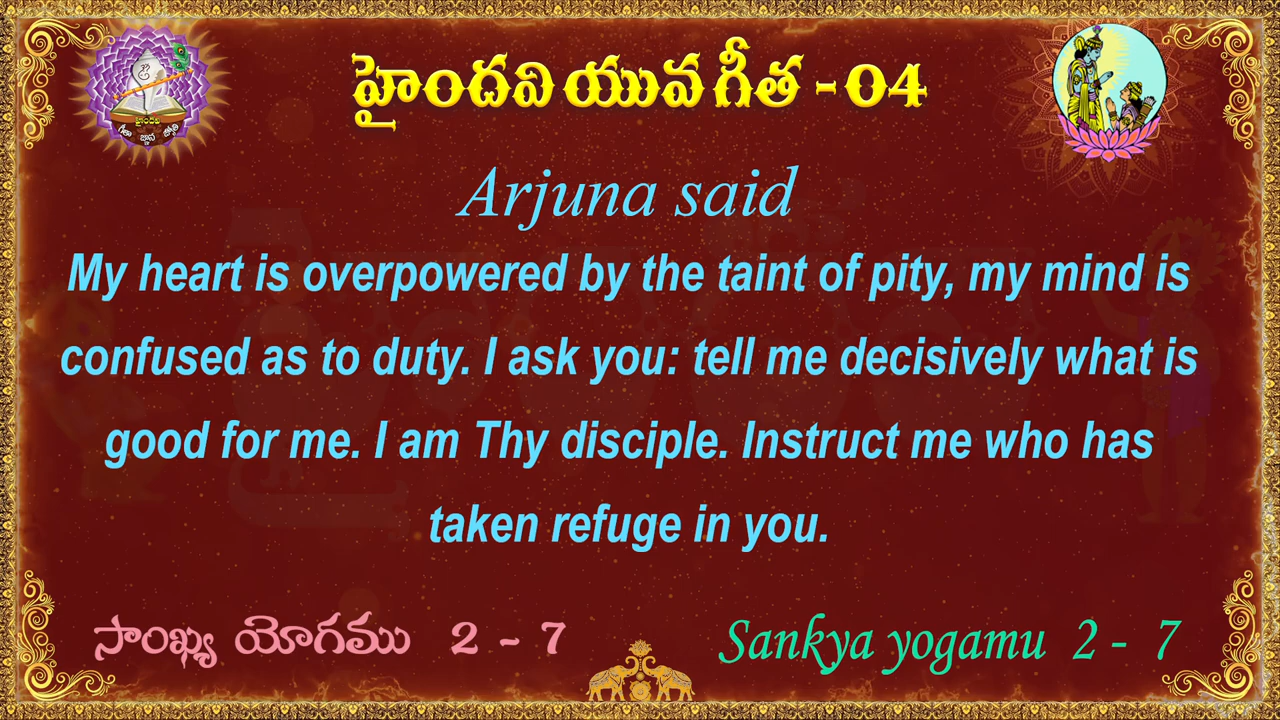 హైందవి యువ గీత - 04
Arjuna said
My heart is overpowered by the taint of pity, my mind is
confused as to duty. I ask you: tell me decisively what is
good for me. I am Thy disciple. Instruct me who has
taken refuge in you.
సాంఖ్య యోగము 2 - 7
Sankya yogamu 2 - 7
హైందవి
గీతా జ్ఞాన జ్యోతి